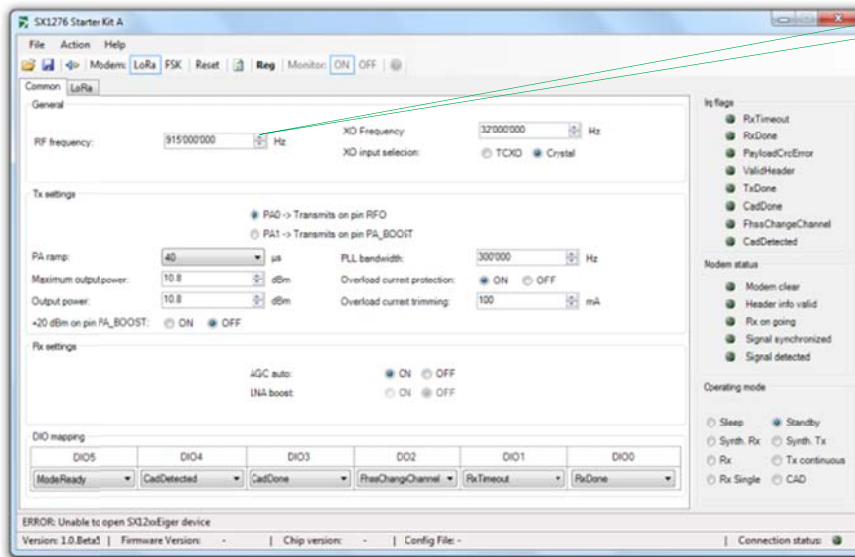 SX1276 Starter Kit A
File Action Help
Modem: LoRa FSK Reset Reg Monitor: ON OFF
Common LoRa
General
RF frequency: 915'000'000 Hz
XO Frequency 32'000'000 Hz
XO input selecion: TCXO Crystal
Tx settings
PA0 -> Transmits on pin RFO
PA1 -> Transmits on pin PA_BOOST
PA ramp: 40 µs PLL bandwidth: 300'000 Hz
Maximum output power: 10.8 dBm Overload current protection: ON OFF
Output power: 10.8 dBm Overload current trimming: 100 mA
+20 dBm on pin PA_BOOST: ON OFF
Rx settings
AGC auto: ON OFF
LNA boost: ON OFF
DIO mapping
DIO5 DIO4 DIO3 DO2 DIO1 DIO0
ModeReady CadDetected CadDone FhssChangChannel RxTimeout RxDone
Irq flags
RxTimeout
RxDone
PayloadCrcError
ValidHeader
TxDone
CadDone
FhssChangeChannel
CadDetected
Modem status
Modem clear
Header info valid
Rx on going
Signal synchronized
Signal detected
Operating mode
Sleep Standby
Synth. Rx Synth. Tx
Rx Tx continuous
Rx Single CAD
ERROR: Unable to open SX12xxEiger device
Version: 1.0.Beta5 | Firmware Version: - | Chip version: - | Config File: - | Connection status: